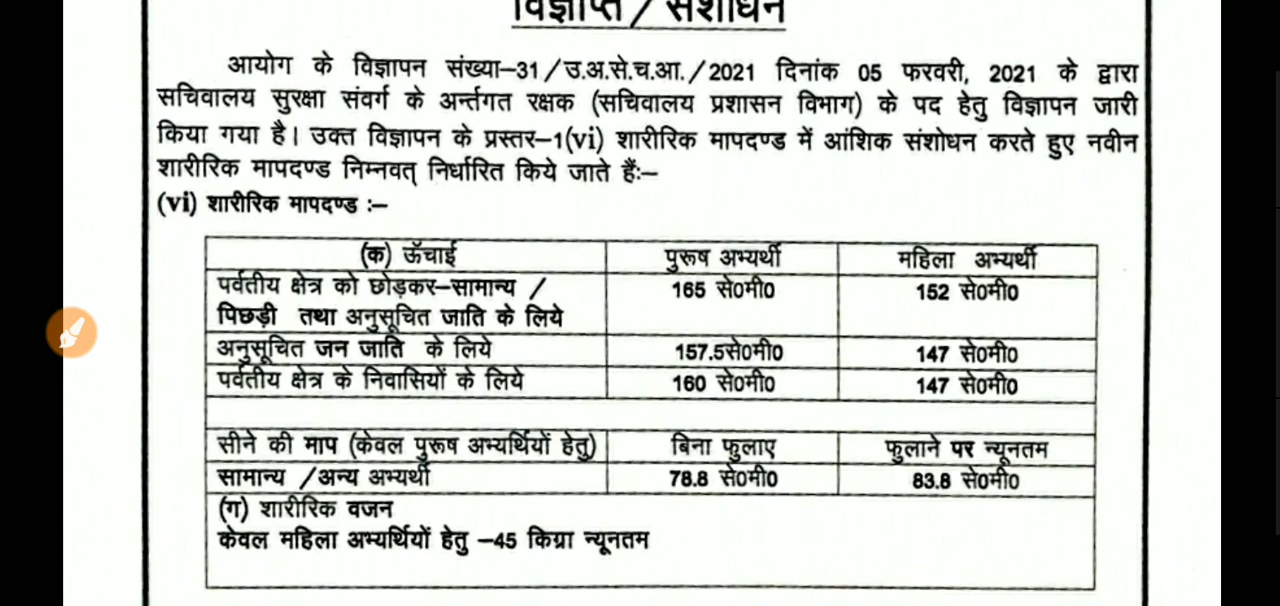 विज्ञप्ति / संशोधन
आयोग के विज्ञापन संख्या–31/उ.अ.से.च.आ./2021 दिनांक 05 फरवरी, 2021 के द्वारा
सचिवालय सुरक्षा संवर्ग के अर्न्तगत रक्षक (सचिवालय प्रशासन विभाग) के पद हेतु विज्ञापन जारी
किया गया है। उक्त विज्ञापन के प्रस्तर–1(vi) शारीरिक मापदण्ड में आंशिक संशोधन करते हुए नवीन
शारीरिक मापदण्ड निम्नवत् निर्धारित किये जाते हैंः–
(vi) शारीरिक मापदण्ड :–
(क) ऊँचाई पुरूष अभ्यर्थी महिला अभ्यर्थी
पर्वतीय क्षेत्र को छोड़कर–सामान्य / 165 से0मी0 152 से0मी0
पिछड़ी तथा अनुसूचित जाति के लिये
अनुसूचित जन जाति के लिये 157.5से0मी0 147 से0मी0
पर्वतीय क्षेत्र के निवासियों के लिये 160 से0मी0 147 से0मी0
सीने की माप (केवल पुरूष अभ्यर्थियों हेतु) बिना फुलाए फुलाने पर न्यूनतम
सामान्य /अन्य अभ्यर्थी 78.8 से0मी0 83.8 से0मी0
(ग) शारीरिक वजन
केवल महिला अभ्यर्थियों हेतु –45 किग्रा न्यूनतम